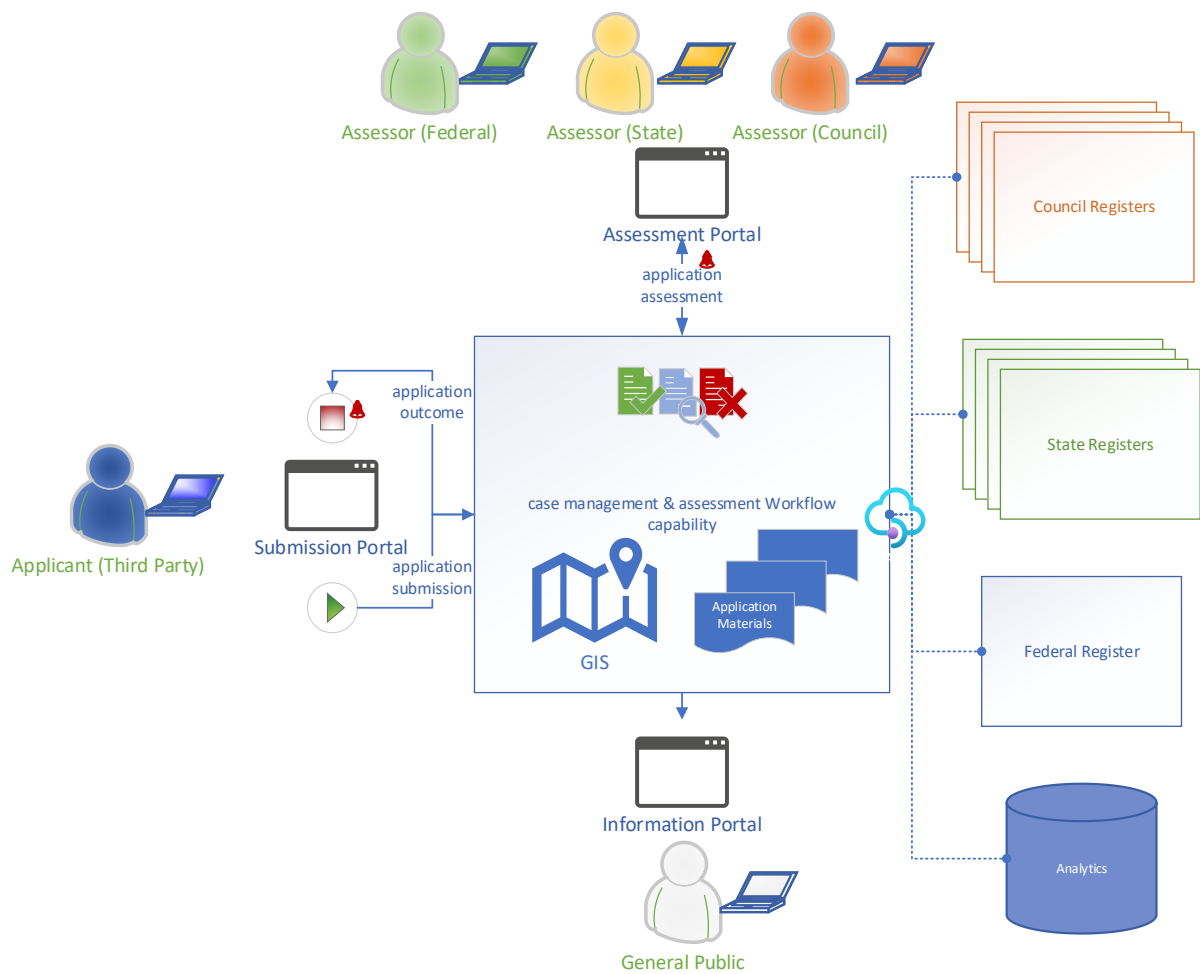 Assessor (Federal)
Assessor (State)
Assessor (Council)
Assessment Portal
application
assessment
Council Registers
application
outcome
State Registers
case management & assessment Workflow
capability
Submission Portal
Applicant (Third Party)
application
submission
Application
Materials
GIS
Federal Register
Information Portal
Analytics
General Public